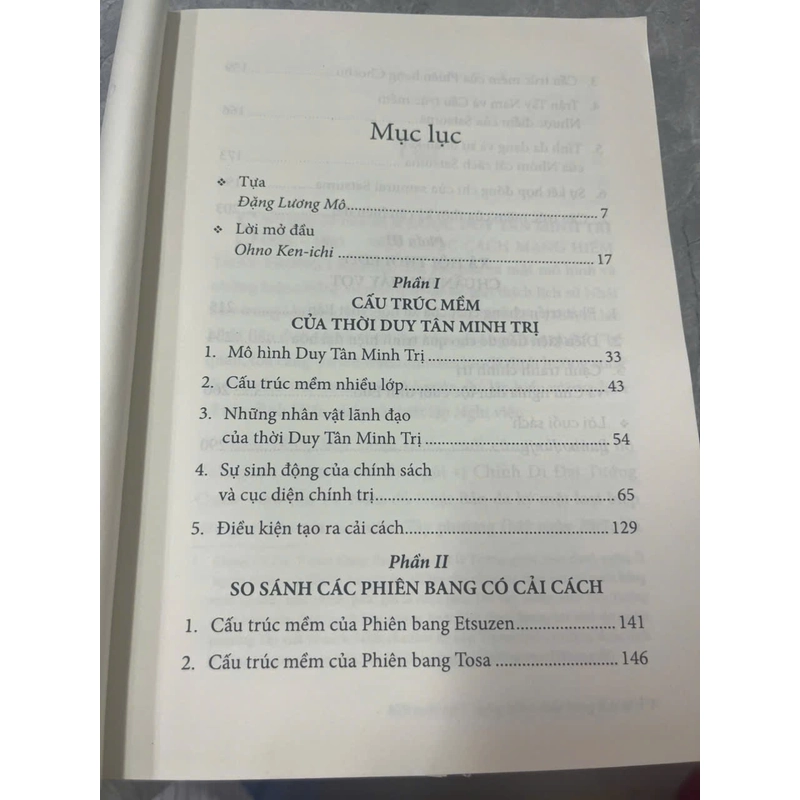 Mục lục
❖ Tựa
Đặng Lương Mô....................7
❖ Lời mở đầu
Ohno Ken-ichi....................17
Phần I
CẤU TRÚC MỀM
CỦA THỜI DUY TÂN MINH TRỊ
1. Mô hình Duy Tân Minh Trị....................33
2. Cấu trúc mềm nhiều lớp....................43
3. Những nhân vật lãnh đạo
của thời Duy Tân Minh Trị....................54
4. Sự sinh động của chính sách
và cục diện chính trị....................65
5. Điều kiện tạo ra cải cách....................129
Phần II
SO SÁNH CÁC PHIÊN BANG CÓ CẢI CÁCH
1. Cấu trúc mềm của Phiên bang Etsuzen....................141
2. Cấu trúc mềm của Phiên bang Tosa....................146